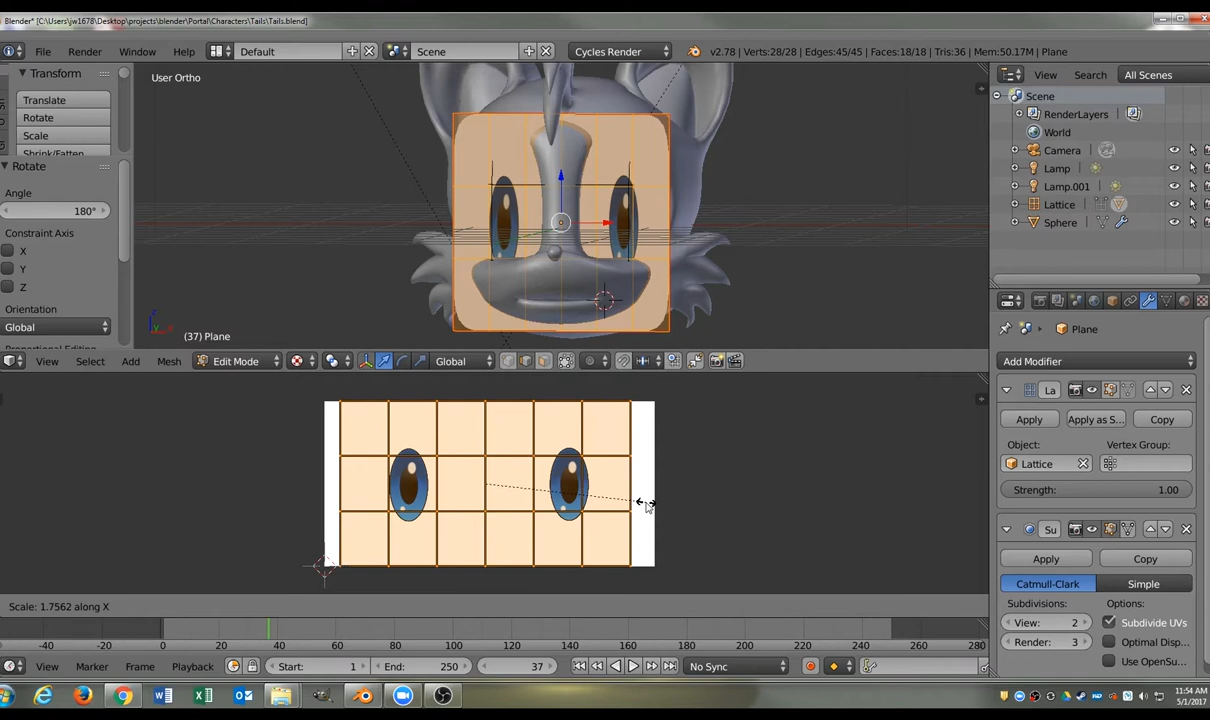 Blender* [C:\Users\jw1678\Desktop\projects\blender\Portal\Characters\Tails\Tails.blend]
File Render Window Help Default Scene Cycles Render v2.78 | Verts:28/28 | Edges:45/45 | Faces:18/18 | Tris:36 | Mem:50.17M | Plane
Transform
Translate
Rotate
Scale
Shrink/Fatten
Rotate
Angle
180°
Constraint Axis
X
Y
Z
Orientation
Global
User Ortho
(37) Plane
View Select Add Mesh Edit Mode Global
Scale: 1.7562 along X
-40 -20 0 20 40 60 80 100 120 140 160 180 200 220 240 260
View Marker Frame Playback Start: 1 End: 250 37 No Sync
View Search All Scenes
Scene
RenderLayers
World
Camera
Lamp
Lamp.001
Lattice
Sphere
Plane
Add Modifier
La
Apply Apply as S... Copy
Object: Vertex Group:
Lattice
Strength: 1.00
Su
Apply Copy
Catmull-Clark Simple
Subdivisions: Options:
View: 2 Subdivide UVs
Render: 3 Optimal Disp...
Use OpenSu...
11:54 AM
5/1/2017